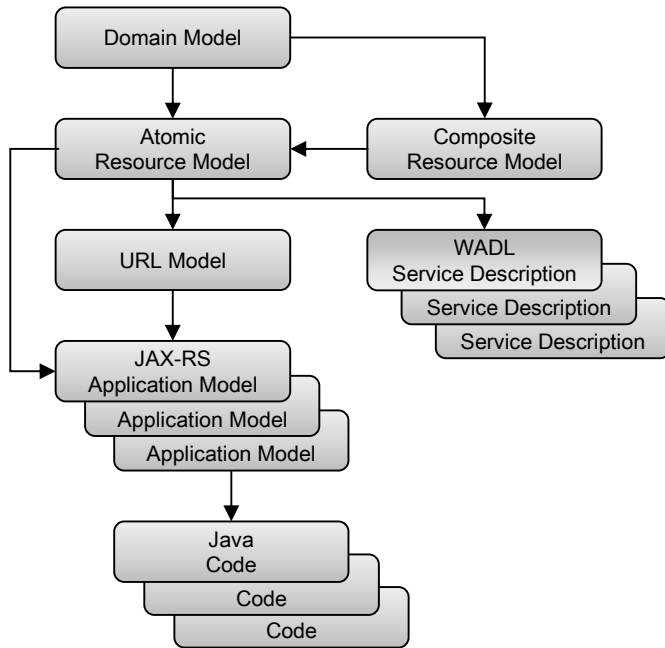 Domain Model
Atomic
Resource Model
Composite
Resource Model
URL Model
WADL
Service Description
Service Description
Service Description
JAX-RS
Application Model
Application Model
Application Model
Java
Code
Code
Code